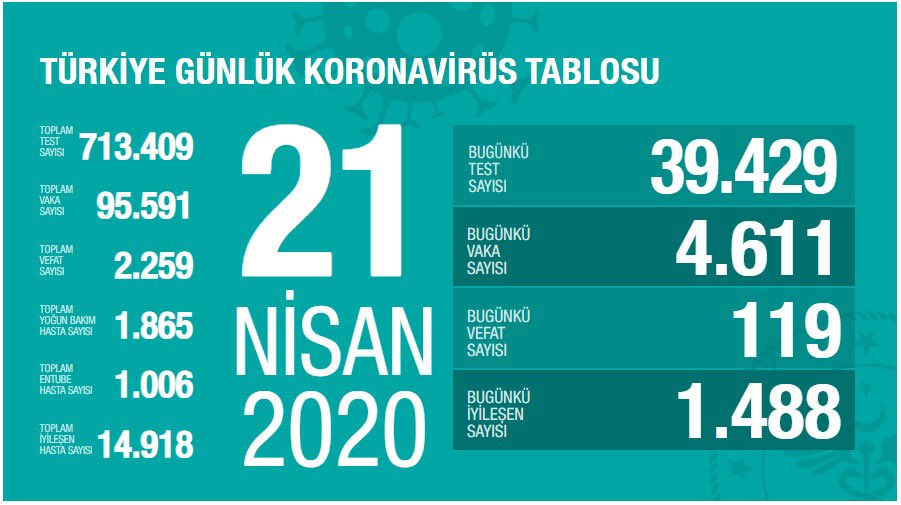 TÜRKİYE GÜNLÜK KORONAVİRÜS TABLOSU
TOPLAM
TEST
SAYISI
713.409
TOPLAM
VAKA
SAYISI
95.591
TOPLAM
VEFAT
SAYISI
2.259
TOPLAM
YOĞUN BAKIM
HASTA SAYISI
1.865
TOPLAM
ENTUBE
HASTA SAYISI
1.006
TOPLAM
İYİLEŞEN
HASTA SAYISI
14.918
21
NİSAN
2020
BUGÜNKÜ
TEST
SAYISI
39.429
BUGÜNKÜ
VAKA
SAYISI
4.611
BUGÜNKÜ
VEFAT
SAYISI
119
BUGÜNKÜ
İYİLEŞEN
SAYISI
1.488